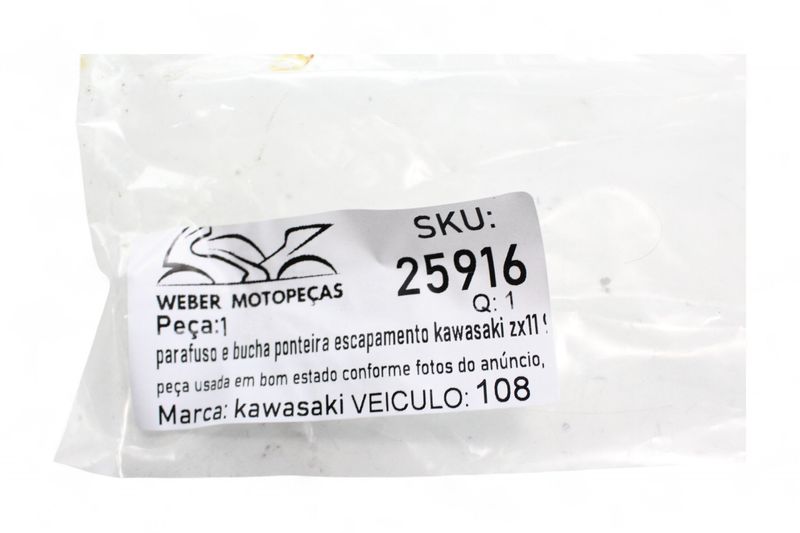 SKU:
25916
WEBER MOTOPEÇAS
Q: 1
Peça:1
parafuso e bucha ponteira escapamento kawasaki zx11
peça usada em bom estado conforme fotos do anúncio,
Marca: kawasaki VEICULO: 108